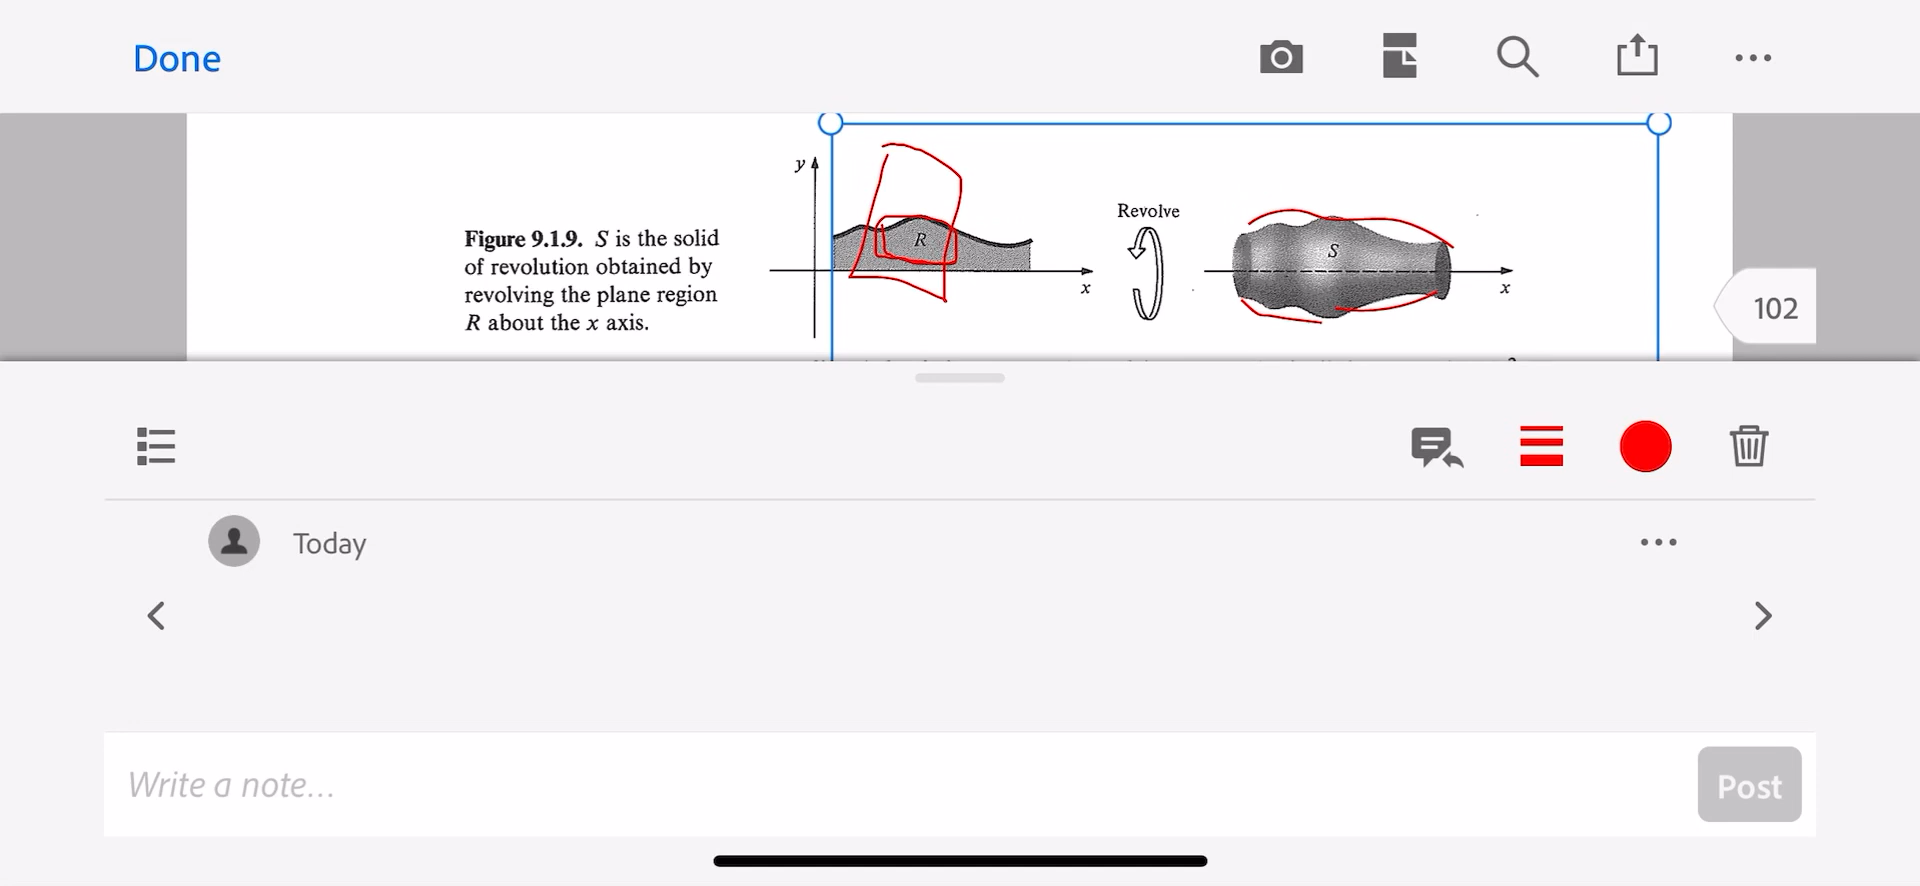 Done
y
Figure 9.1.9. S is the solid
of revolution obtained by
revolving the plane region
R about the x axis.
R
x
Revolve
S
x
102
Today
Write a note...
Post